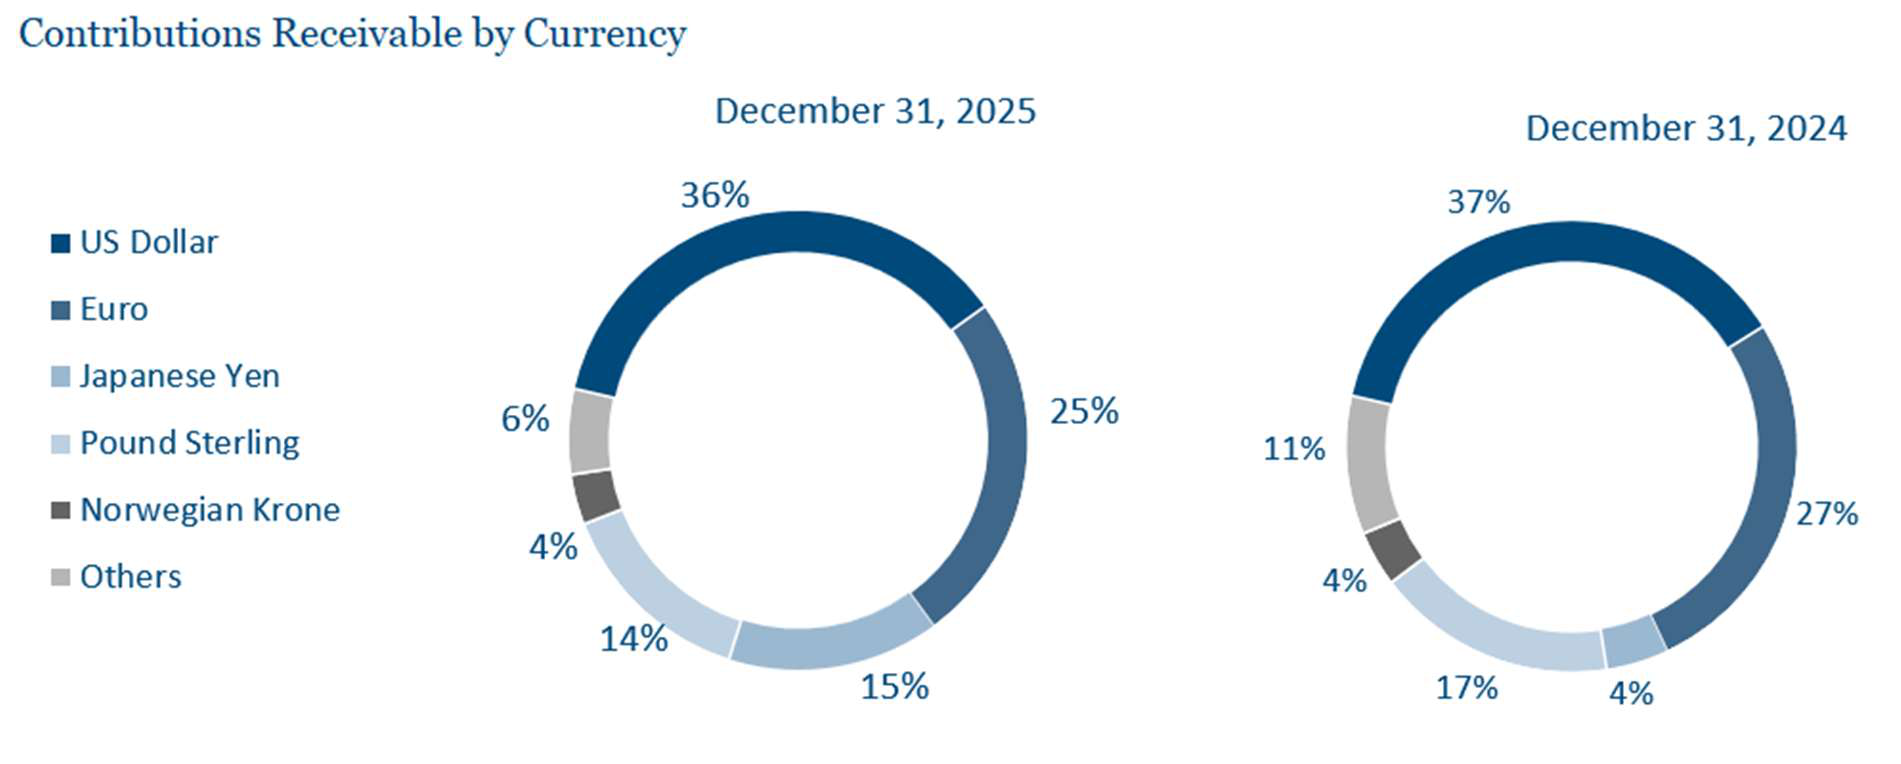 Contributions Receivable by Currency
December 31, 2025
December 31, 2024
US Dollar
Euro
Japanese Yen
Pound Sterling
Norwegian Krone
Others
36%
25%
15%
14%
4%
6%
37%
27%
4%
17%
4%
11%